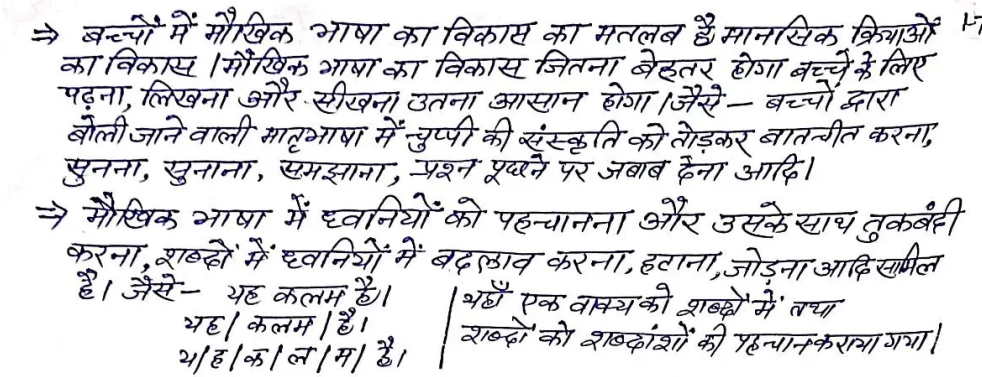 ⇒ बच्चों में मौखिक भाषा का विकास का मतलब है मानसिक क्रियाओं
का विकास । मौखिक भाषा का विकास जितना बेहतर होगा बच्चे के लिए
पढ़ना, लिखना और सीखना उतना आसान होगा । जैसे – बच्चों द्वारा
बोली जाने वाली मातृभाषा में चुप्पी की संस्कृति को तोड़कर बातचीत करना,
सुनना, सुनाना, समझाना, प्रश्न पूछने पर जबाब देना आदि।
⇒ मौखिक भाषा में ध्वनियों को पहचानना और उसके साथ तुकबंदी
करना, शब्दों में ध्वनियों में बदलाव करना, हटाना, जोड़ना आदि सामिल
है। जैसे – यह कलम है।
यह | कलम | है।
य | ह | क | ल | म | है।
यहाँ एक वाक्य को शब्दों में तथा
शब्दों को शब्दांशों की पहचान कराया गया।